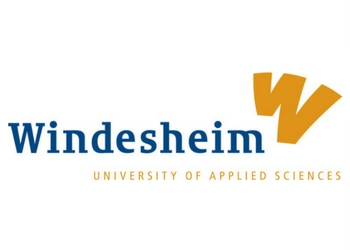 Windesheim W
UNIVERSITY OF APPLIED SCIENCES